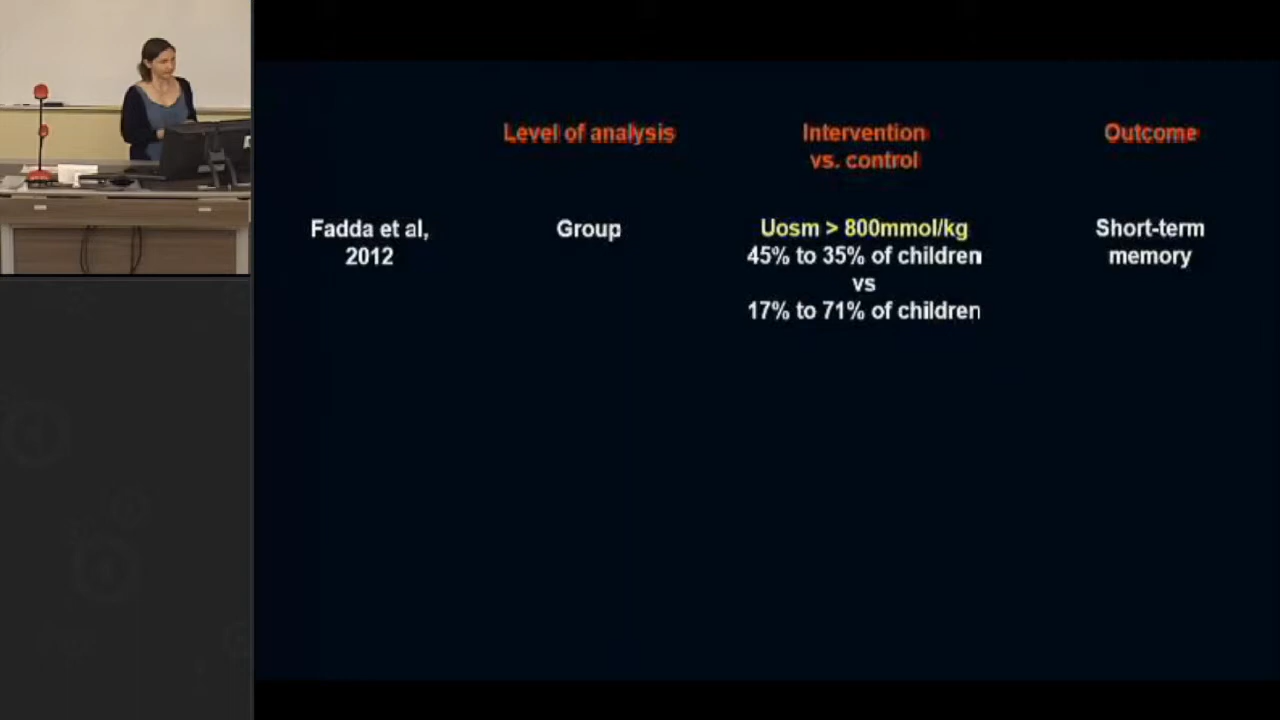 Level of analysis
Intervention
vs. control
Outcome
Fadda et al,
2012
Group
Uosm > 800mmol/kg
45% to 35% of children
vs
17% to 71% of children
Short-term
memory